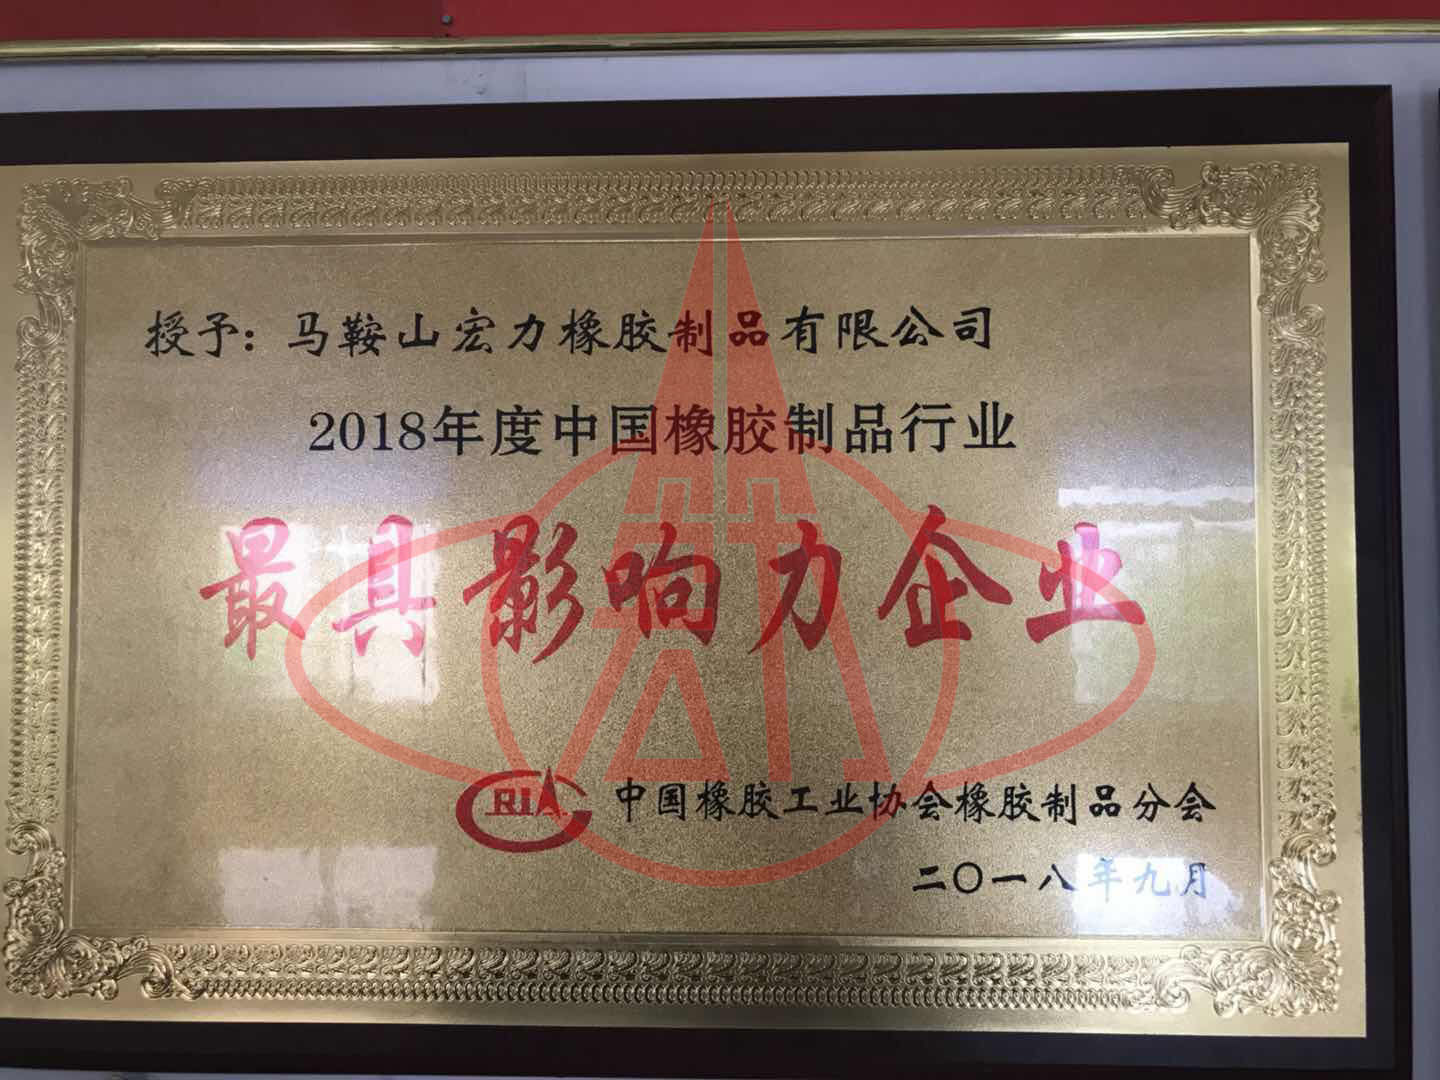 授予：马鞍山宏力橡胶制品有限公司
2018年度中国橡胶制品行业
最具影响力企业
CRIA 中国橡胶工业协会橡胶制品分会
二〇一八年九月